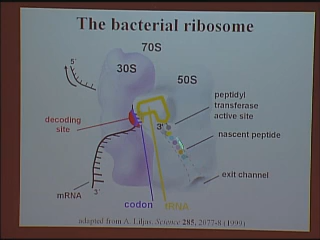 The bacterial ribosome
70S
5'
30S
50S
peptidyl
transferase
active site
decoding
site
3'
nascent peptide
exit channel
mRNA
3'
codon
tRNA
adapted from A. Liljas, Science 285, 2077-8 (1999)